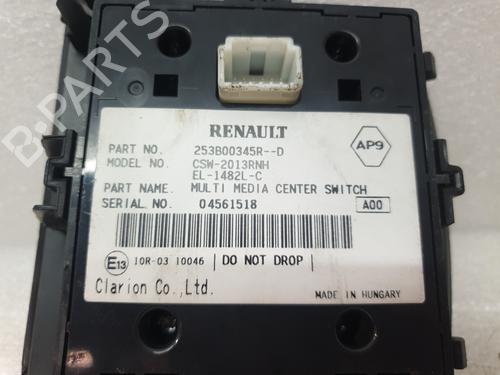 RENAULT
PART NO. 253B00345R--D
MODEL NO. CSW-2013RNH
EL-1482L-C
AP9
PART NAME. MULTI MEDIA CENTER SWITCH
SERIAL NO. 04561518 A00
E13 10R-03 10046 DO NOT DROP
Clarion Co.,Ltd.
MADE IN HUNGARY
B-PARTS